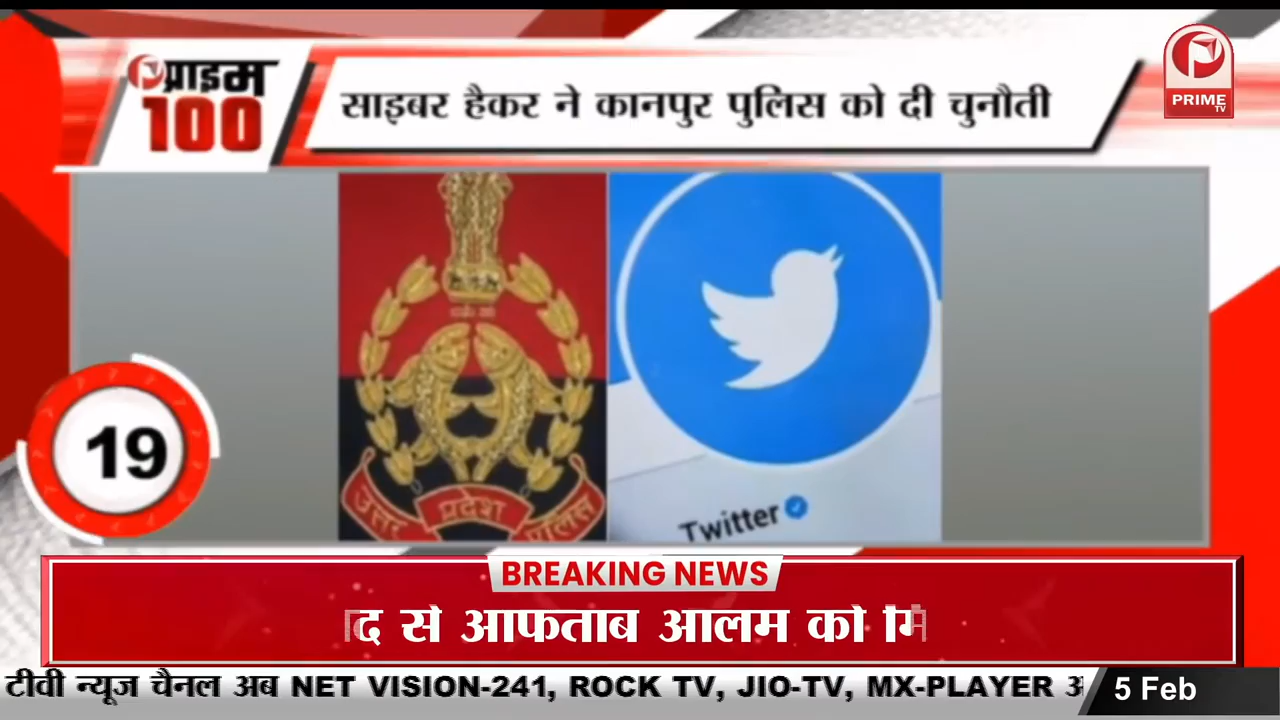 प्राइम
100
साइबर हैकर ने कानपुर पुलिस को दी चुनौती
PRIME
TV
19
उत्तर प्रदेश पुलिस
Twitter
BREAKING NEWS
से आफताब आलम को
टीवी न्यूज चैनल अब NET VISION-241, ROCK TV, JIO-TV, MX-PLAYER
5 Feb